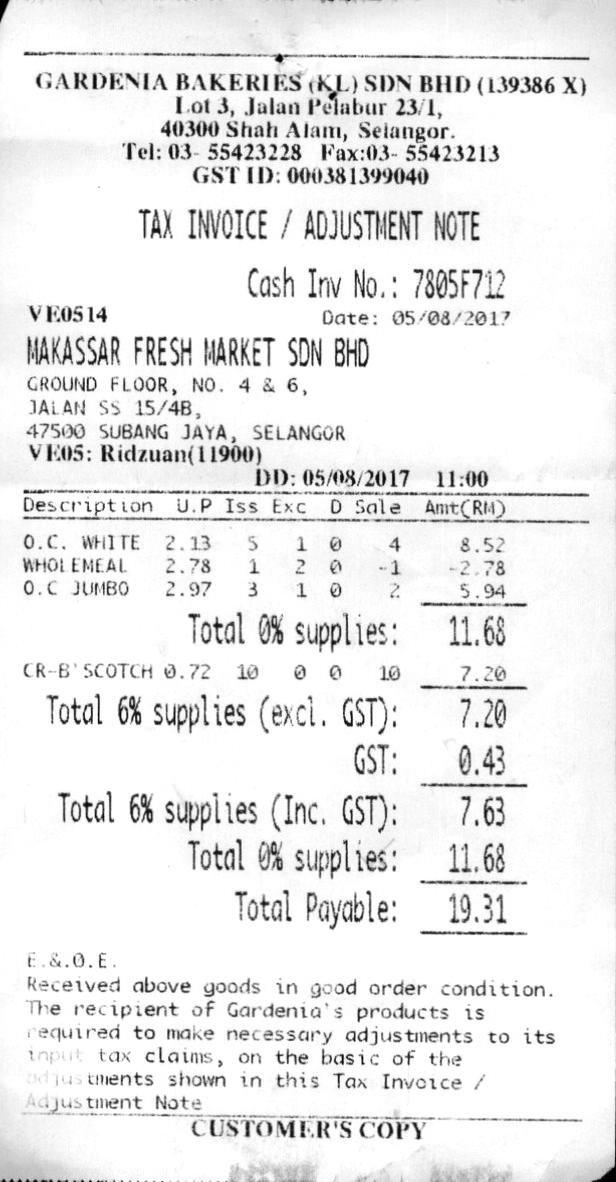 GARDENIA BAKERIES (KL) SDN BHD (139386 X)
Lot 3, Jalan Pelabur 23/1,
40300 Shah Alam, Selangor.
Tel: 03- 55423228 Fax:03- 55423213
GST ID: 000381399040
TAX INVOICE / ADJUSTMENT NOTE
Cash Inv No.: 7805F712
VE0514 Date: 05/08/2017
MAKASSAR FRESH MARKET SDN BHD
GROUND FLOOR, NO. 4 & 6,
JALAN SS 15/4B,
47500 SUBANG JAYA, SELANGOR
VE05: Ridzuan(11900)
DD: 05/08/2017 11:00
Description U.P Iss Exc D Sale Amt(RM)
O.C. WHITE 2.13 5 1 0 4 8.52
WHOLEMEAL 2.78 1 2 0 -1 -2.78
O.C JUMBO 2.97 3 1 0 2 5.94
Total 0% supplies: 11.68
CR-B'SCOTCH 0.72 10 0 0 10 7.20
Total 6% supplies (excl. GST): 7.20
GST: 0.43
Total 6% supplies (Inc. GST): 7.63
Total 0% supplies: 11.68
Total Payable: 19.31
E.&.O.E.
Received above goods in good order condition.
The recipient of Gardenia's products is
required to make necessary adjustments to its
input tax claims, on the basic of the
adjustments shown in this Tax Invoice /
Adjustment Note
CUSTOMER'S COPY